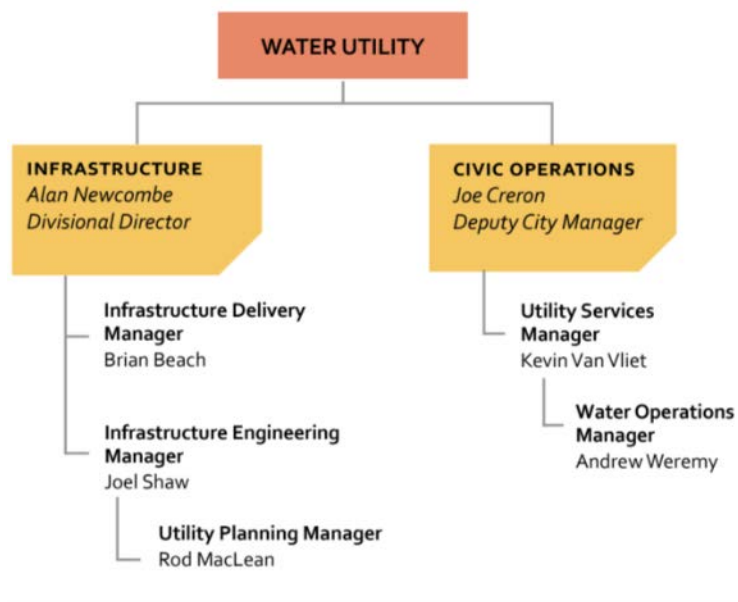 WATER UTILITY
INFRASTRUCTURE
Alan Newcombe
Divisional Director
Infrastructure Delivery
Manager
Brian Beach
Infrastructure Engineering
Manager
Joel Shaw
Utility Planning Manager
Rod MacLean
CIVIC OPERATIONS
Joe Creron
Deputy City Manager
Utility Services
Manager
Kevin Van Vliet
Water Operations
Manager
Andrew Weremy